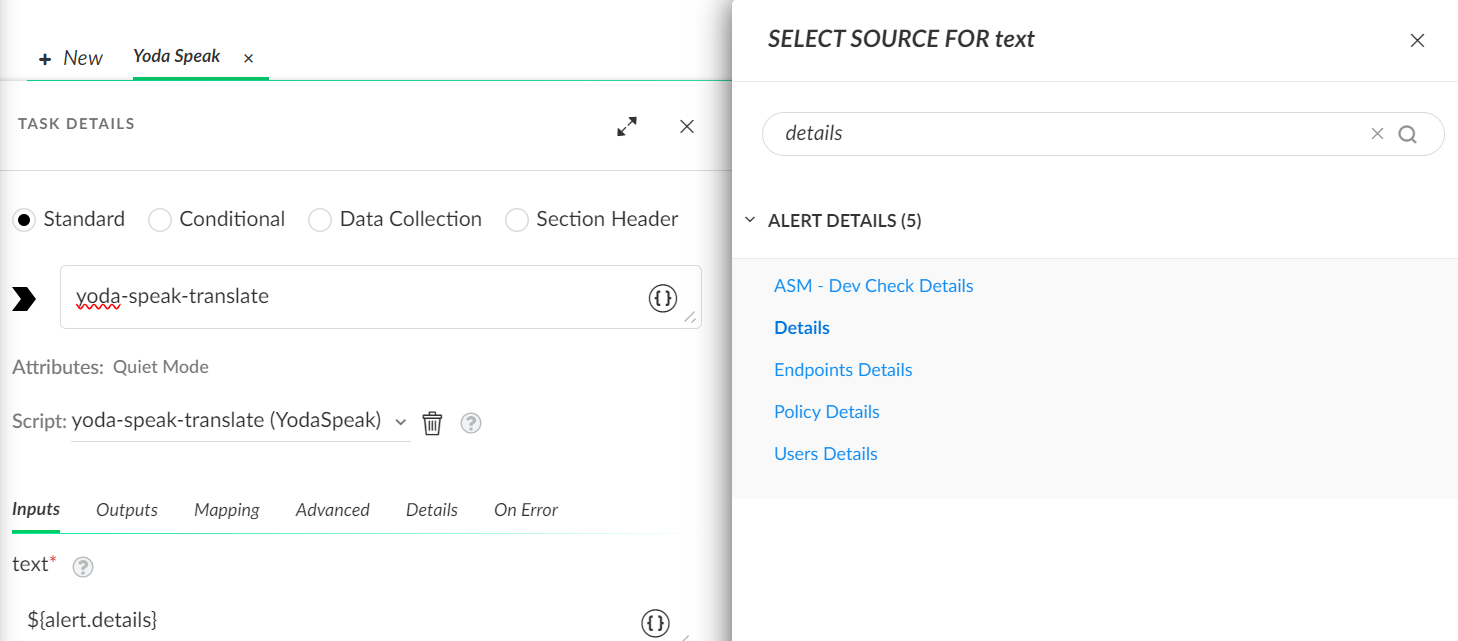 + New Yoda Speak ×
TASK DETAILS
Standard Conditional Data Collection Section Header
yoda-speak-translate {}
Attributes: Quiet Mode
Script: yoda-speak-translate (YodaSpeak) ?
Inputs Outputs Mapping Advanced Details On Error
text* ?
${alert.details} {}
SELECT SOURCE FOR text
details
ALERT DETAILS (5)
ASM - Dev Check Details
Details
Endpoints Details
Policy Details
Users Details